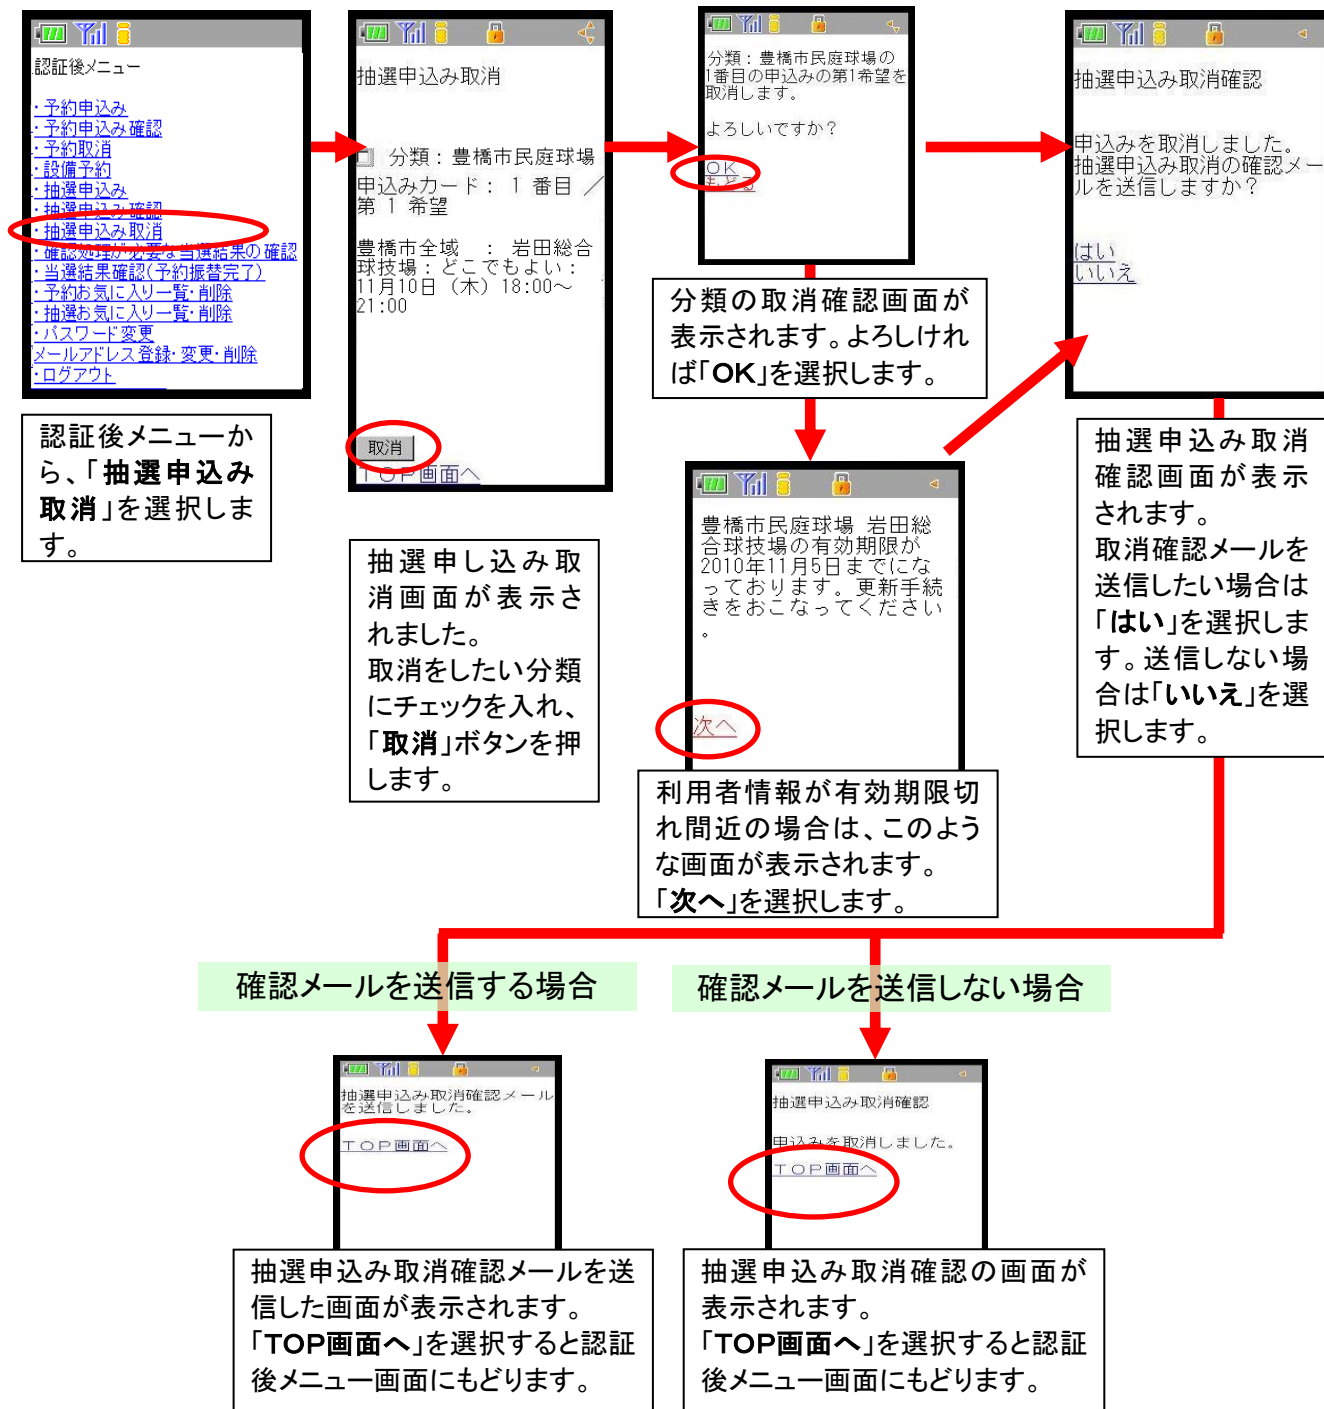 認証後メニュー
・予約申込み
・予約申込み確認
・予約取消
・設備予約
・抽選申込み
・抽選申込み確認
・抽選申込み取消
・確認処理が必要な当選結果の確認
・当選結果確認(予約振替完了)
・予約お気に入り一覧・削除
・抽選お気に入り一覧・削除
・パスワード変更
メールアドレス登録・変更・削除
・ログアウト
認証後メニューか
ら、「抽選申込み
取消」を選択しま
す。
抽選申込み取消
分類：豊橋市民庭球場
申込みカード： 1 番目 ／
第 1 希望
豊橋市全域 ： 岩田総合
球技場：どこでもよい：
11月10日（木）18:00～
21:00
取消
TOP画面へ
抽選申し込み取
消画面が表示さ
れました。
取消をしたい分類
にチェックを入れ、
「取消」ボタンを押
します。
分類：豊橋市民庭球場の
1番目の申込みの第1希望を
取消します。
よろしいですか？
OK
もどる
分類の取消確認画面が
表示されます。よろしけれ
ば「OK」を選択します。
豊橋市民庭球場 岩田総
合球技場の有効期限が
2010年11月5日までにな
っております。更新手続
きをおこなってください
。
次へ
利用者情報が有効期限切
れ間近の場合は、このよう
な画面が表示されます。
「次へ」を選択します。
抽選申込み取消確認
申込みを取消しました。
抽選申込み取消の確認メー
ルを送信しますか？
はい
いいえ
抽選申込み取消
確認画面が表示
されます。
取消確認メールを
送信したい場合は
「はい」を選択しま
す。送信しない場
合は「いいえ」を選
択します。
確認メールを送信する場合
抽選申込み取消確認メール
を送信しました。
TOP画面へ
抽選申込み取消確認メールを送
信した画面が表示されます。
「TOP画面へ」を選択すると認証
後メニュー画面にもどります。
確認メールを送信しない場合
抽選申込み取消確認
申込みを取消しました。
TOP画面へ
抽選申込み取消確認の画面が
表示されます。
「TOP画面へ」を選択すると認証
後メニュー画面にもどります。